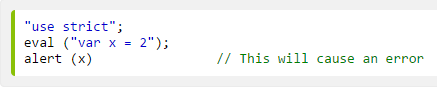 "use strict";
eval ("var x = 2");
alert (x)                // This will cause an error